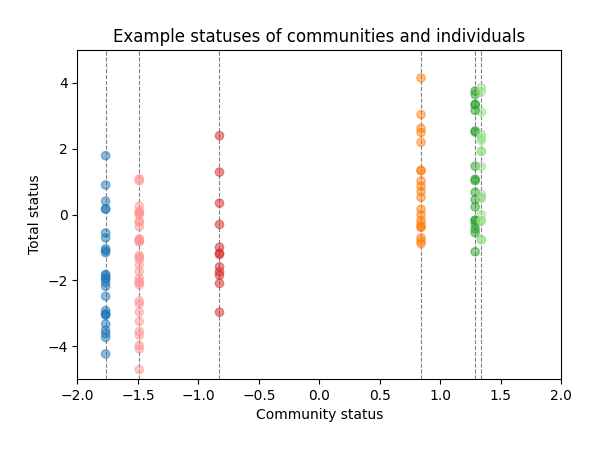 Example statuses of communities and individuals
Total status
4
2
0
−2
−4
−2.0 −1.5 −1.0 −0.5 0.0 0.5 1.0 1.5 2.0
Community status